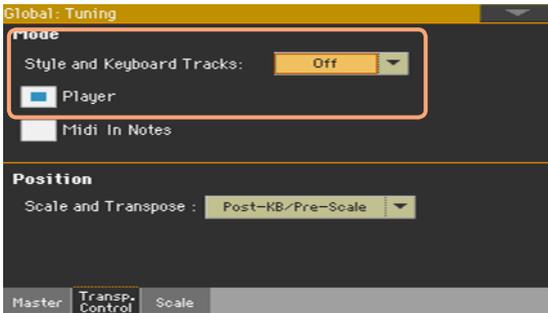 Global: Tuning
Mode
Style and Keyboard Tracks: Off
Player
Midi In Notes
Position
Scale and Transpose : Post-KB/Pre-Scale
Master Transp. Control Scale